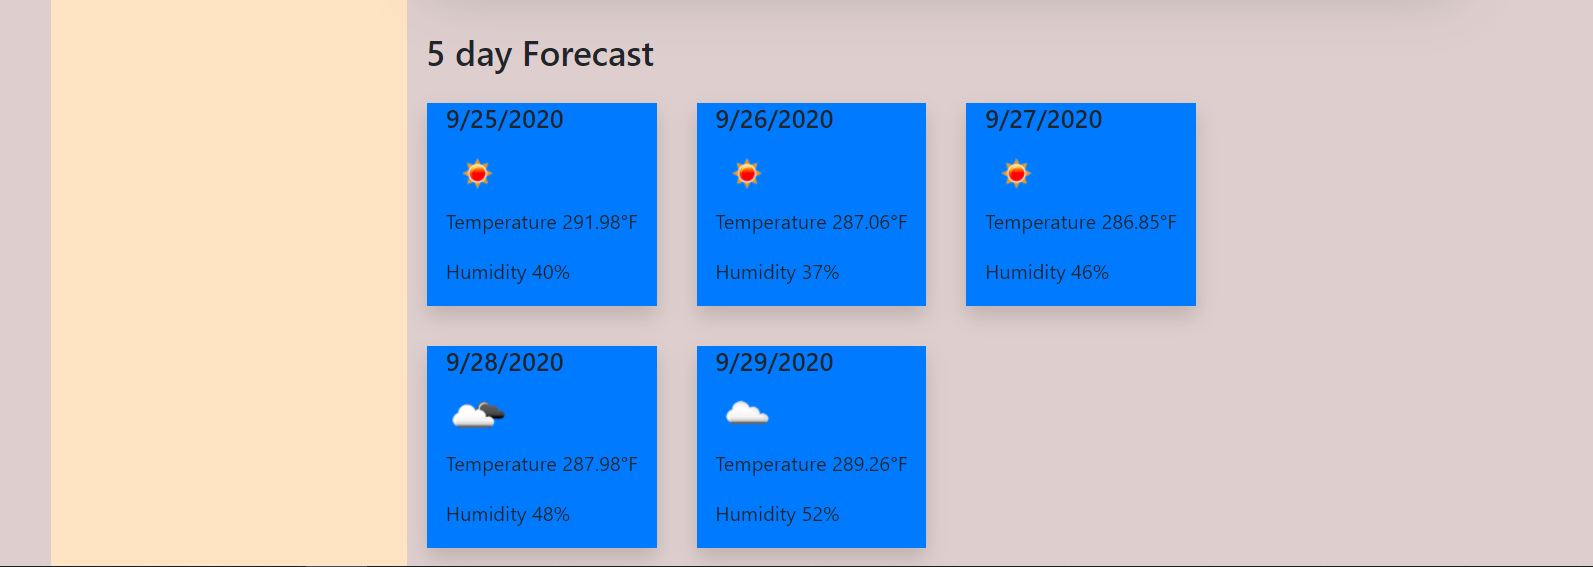 5 day Forecast
9/25/2020
Temperature 291.98°F
Humidity 40%
9/26/2020
Temperature 287.06°F
Humidity 37%
9/27/2020
Temperature 286.85°F
Humidity 46%
9/28/2020
Temperature 287.98°F
Humidity 48%
9/29/2020
Temperature 289.26°F
Humidity 52%